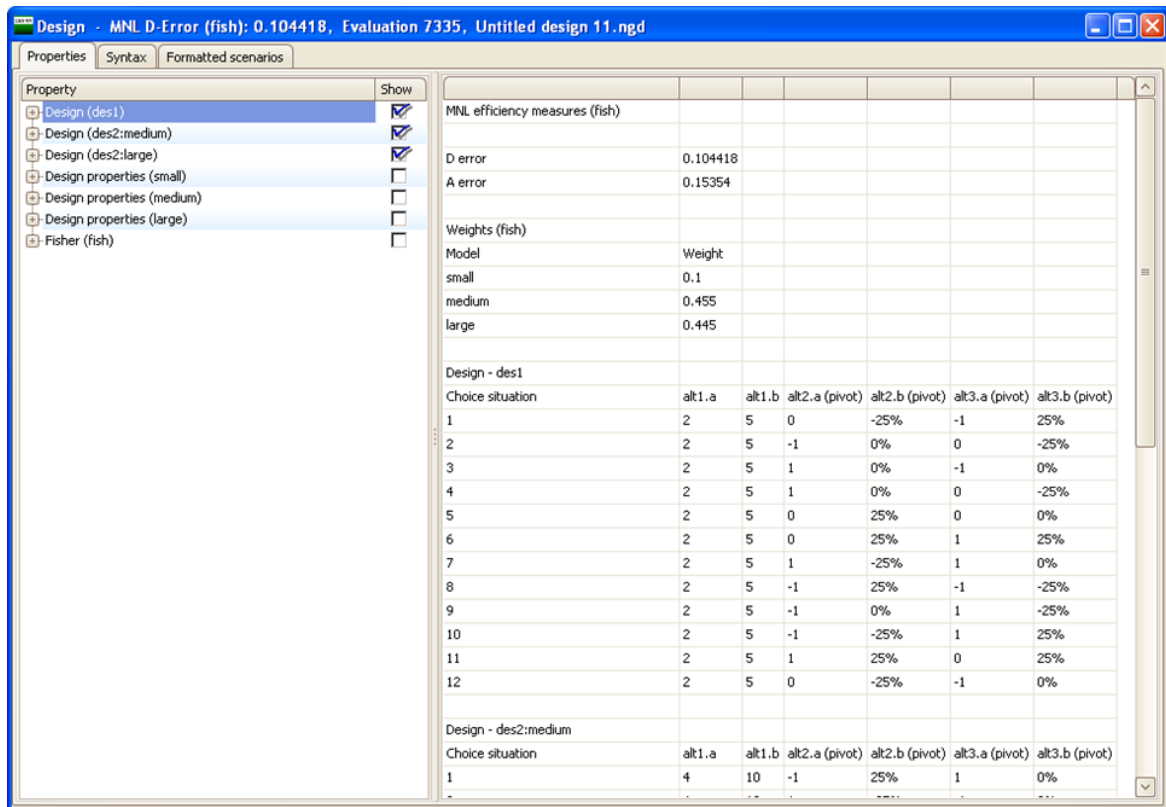 Design - MNL D-Error (fish): 0.104418, Evaluation 7335, Untitled design 11.ngd
Properties Syntax Formatted scenarios
Property Show
Design (des1)
Design (des2:medium)
Design (des2:large)
Design properties (small)
Design properties (medium)
Design properties (large)
Fisher (fish)
MNL efficiency measures (fish)
D error 0.104418
A error 0.15354
Weights (fish)
Model Weight
small 0.1
medium 0.455
large 0.445
Design - des1
Choice situation alt1.a alt1.b alt2.a (pivot) alt2.b (pivot) alt3.a (pivot) alt3.b (pivot)
1 2 5 0 -25% -1 25%
2 2 5 -1 0% 0 -25%
3 2 5 1 0% -1 0%
4 2 5 1 0% 0 -25%
5 2 5 0 25% 0 0%
6 2 5 0 25% 1 25%
7 2 5 1 -25% 1 0%
8 2 5 -1 25% -1 -25%
9 2 5 -1 0% 1 -25%
10 2 5 -1 -25% 1 25%
11 2 5 1 25% 0 25%
12 2 5 0 -25% -1 0%
Design - des2:medium
Choice situation alt1.a alt1.b alt2.a (pivot) alt2.b (pivot) alt3.a (pivot) alt3.b (pivot)
1 4 10 -1 25% 1 0%